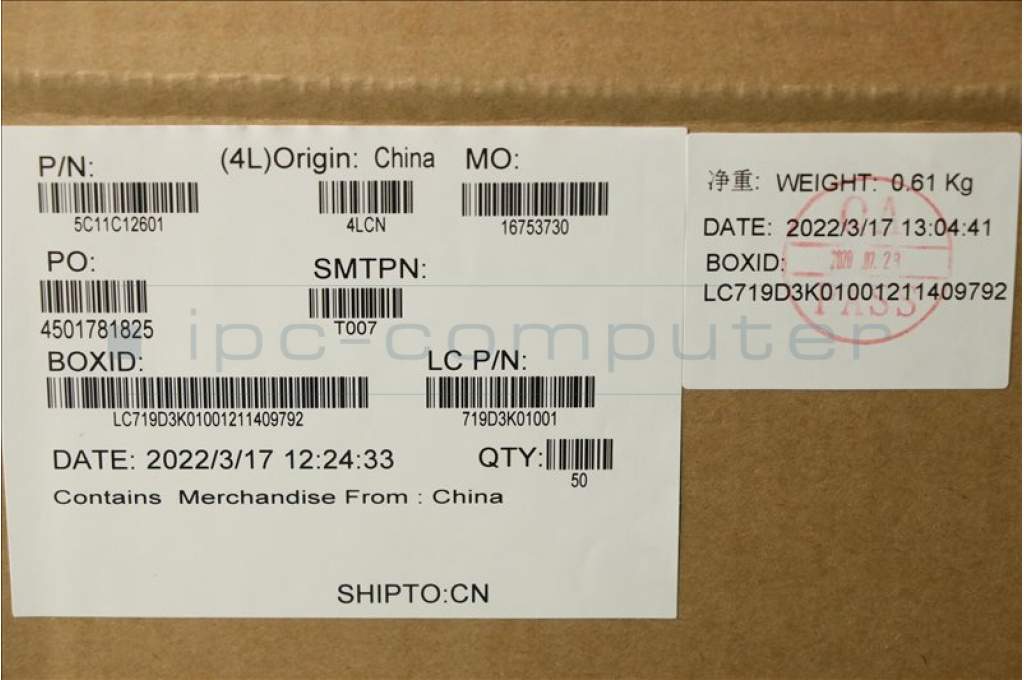 P/N: (4L)Origin: China MO:
5C11C12601 4LCN 16753730
PO: SMTPN:
4501781825 T007
BOXID: LC P/N:
LC719D3K01001211409792 719D3K01001
DATE: 2022/3/17 12:24:33 QTY:
50
Contains Merchandise From : China
SHIPTO:CN
净重: WEIGHT: 0.61 Kg
DATE: 2022/3/17 13:04:41
BOXID:
LC719D3K01001211409792
QA
PASS
ipc-computer